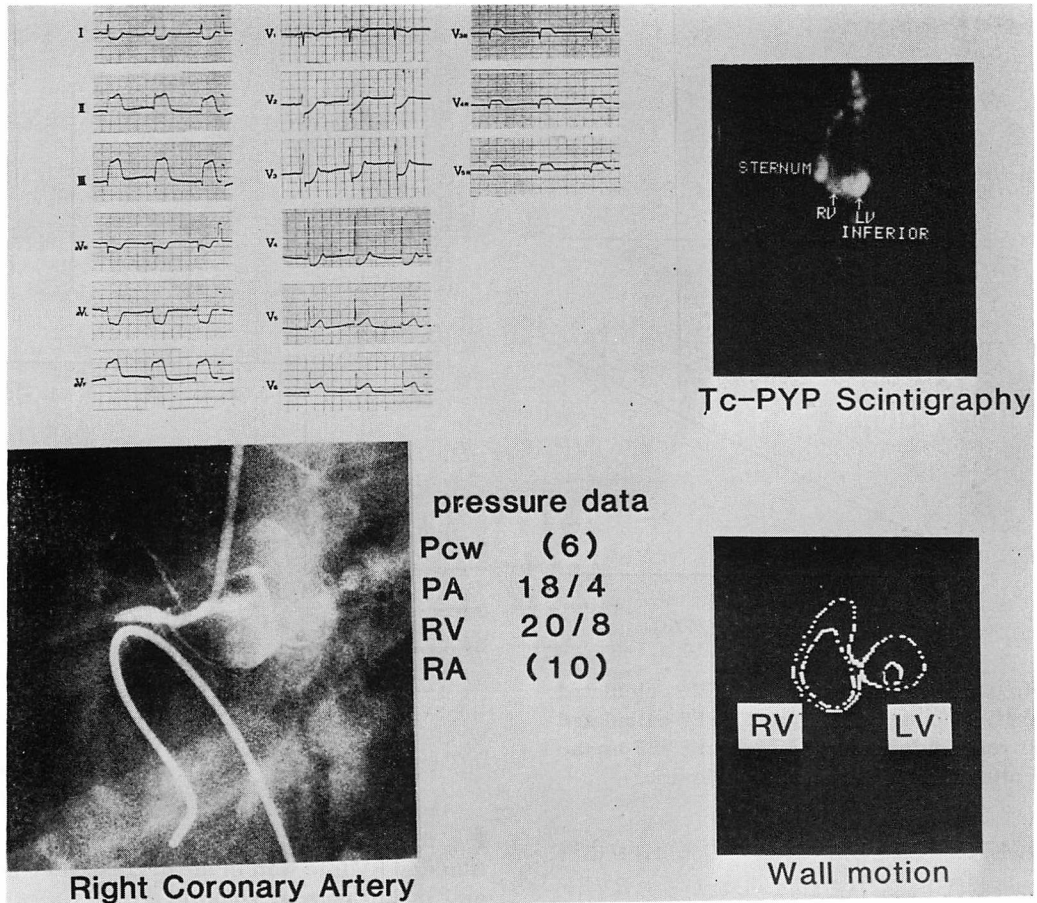 I
II
III
aVR
aVL
aVF
V1
V2
V3
V4
V5
V6
V3R
V4R
V5R
STERNUM
RV LV
INFERIOR
Tc-PYP Scintigraphy
pressure data
Pcw (6)
PA 18/4
RV 20/8
RA (10)
RV LV
Right Coronary Artery
Wall motion